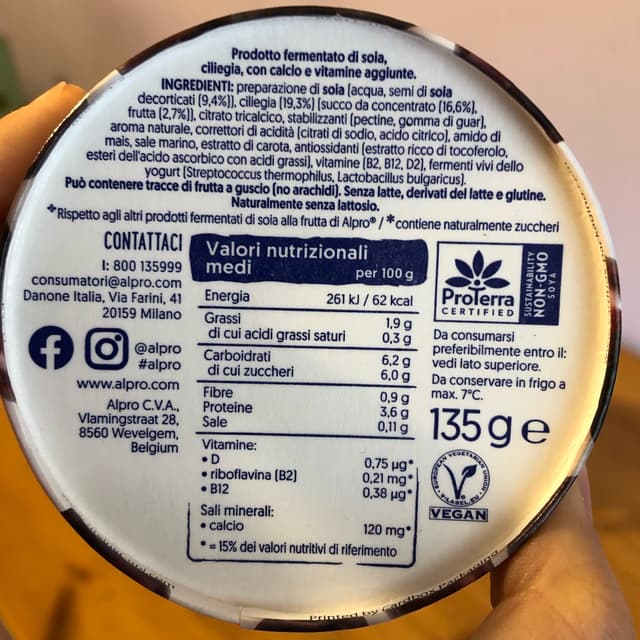 Prodotto fermentato di soia,
ciliegia, con calcio e vitamine aggiunte.
INGREDIENTI: preparazione di soia (acqua, semi di soia
decorticati (9,4%)), ciliegia (19,3%) (succo da concentrato (16,6%),
frutta (2,7%)), citrato tricalcico, stabilizzanti (pectine, gomma di guar),
aroma naturale, correttori di acidità (citrati di sodio, acido citrico), amido di
mais, sale marino, estratto di carota, antiossidanti (estratto ricco di tocoferolo,
esteri dell'acido ascorbico con acidi grassi), vitamine (B2, B12, D2), fermenti vivi dello
yogurt (Streptococcus thermophilus, Lactobacillus bulgaricus).
Può contenere tracce di frutta a guscio (no arachidi). Senza latte, derivati del latte e glutine.
Naturalmente senza lattosio.
*Rispetto agli altri prodotti fermentati di soia alla frutta di Alpro® / *contiene naturalmente zuccheri
CONTATTACI
I: 800 135999
consumatori@alpro.com
Danone Italia, Via Farini, 41
20159 Milano
@alpro
#alpro
www.alpro.com
Alpro C.V.A.,
Vlamingstraat 28,
8560 Wevelgem,
Belgium
Valori nutrizionali
medi per 100 g
Energia 261 kJ / 62 kcal
Grassi 1,9 g
di cui acidi grassi saturi 0,3 g
Carboidrati 6,2 g
di cui zuccheri 6,0 g
Fibre 0,9 g
Proteine 3,6 g
Sale 0,11 g
Vitamine:
• D 0,75 µg*
• riboflavina (B2) 0,21 mg*
• B12 0,38 µg*
Sali minerali:
• calcio 120 mg*
* = 15% dei valori nutritivi di riferimento
ProTerra
CERTIFIED
SUSTAINABILITY
NON-GMO
SOYA
Da consumarsi
preferibilmente entro il:
vedi lato superiore.
Da conservare in frigo a
max. 7°C.
135 g e
EUROPEAN VEGETARIAN UNION
V-LABEL.EU
VEGAN
Printed by Cardbox Packaging